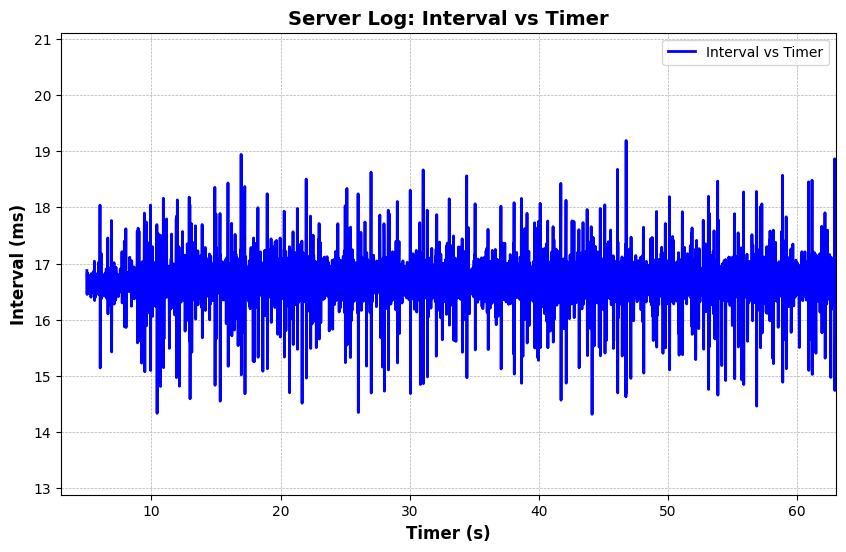 Server Log: Interval vs Timer
Interval vs Timer
21
20
19
18
17
16
15
14
13
Interval (ms)
10 20 30 40 50 60
Timer (s)